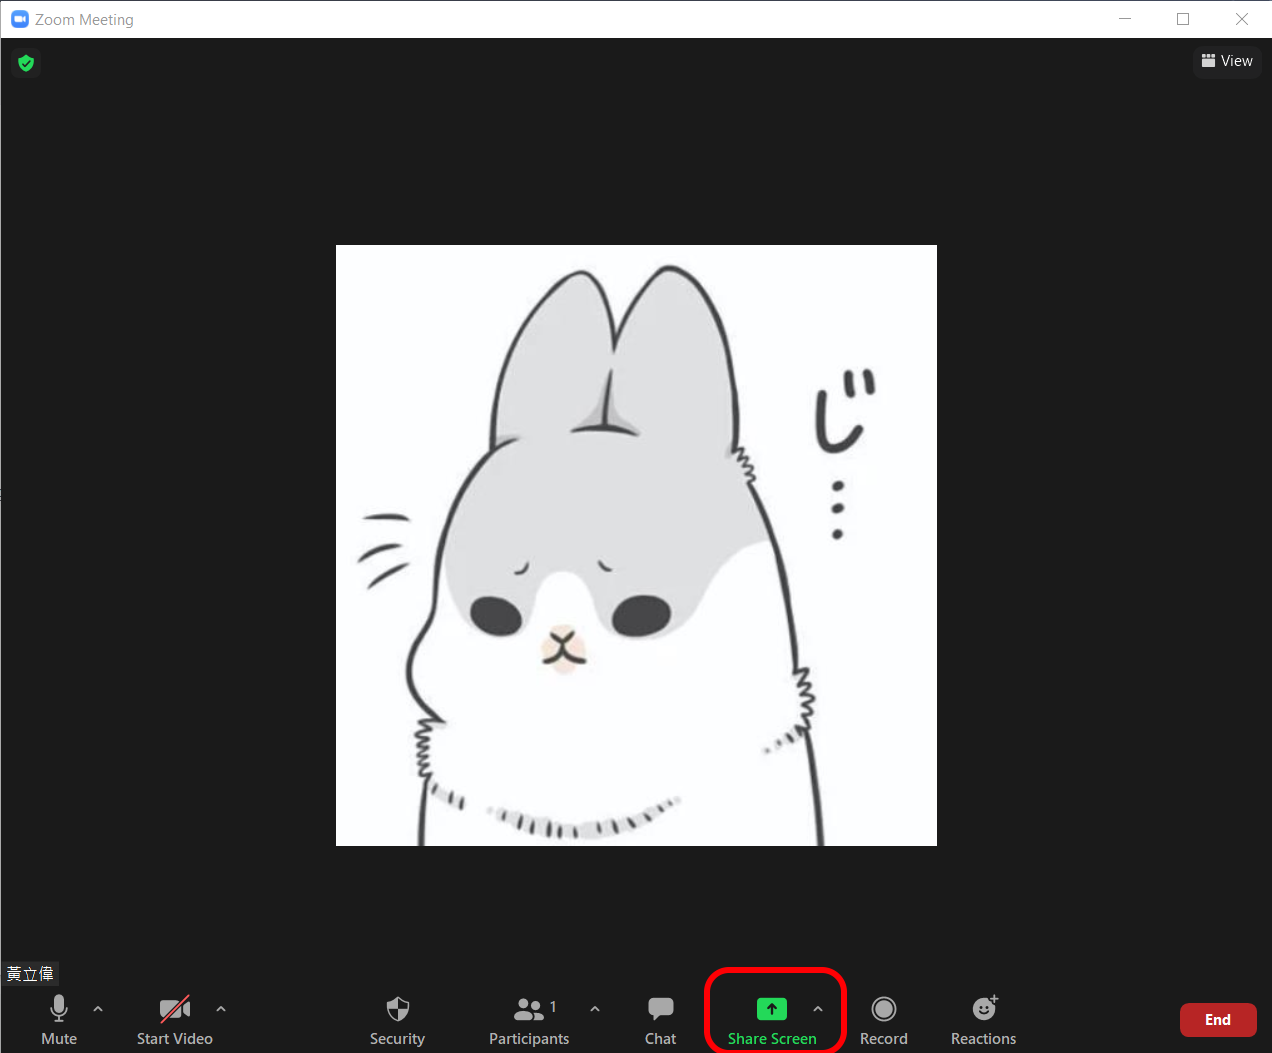 Zoom Meeting
View
じ…
黃立偉
Mute
Start Video
Security
Participants
1
Chat
Share Screen
Record
Reactions
End